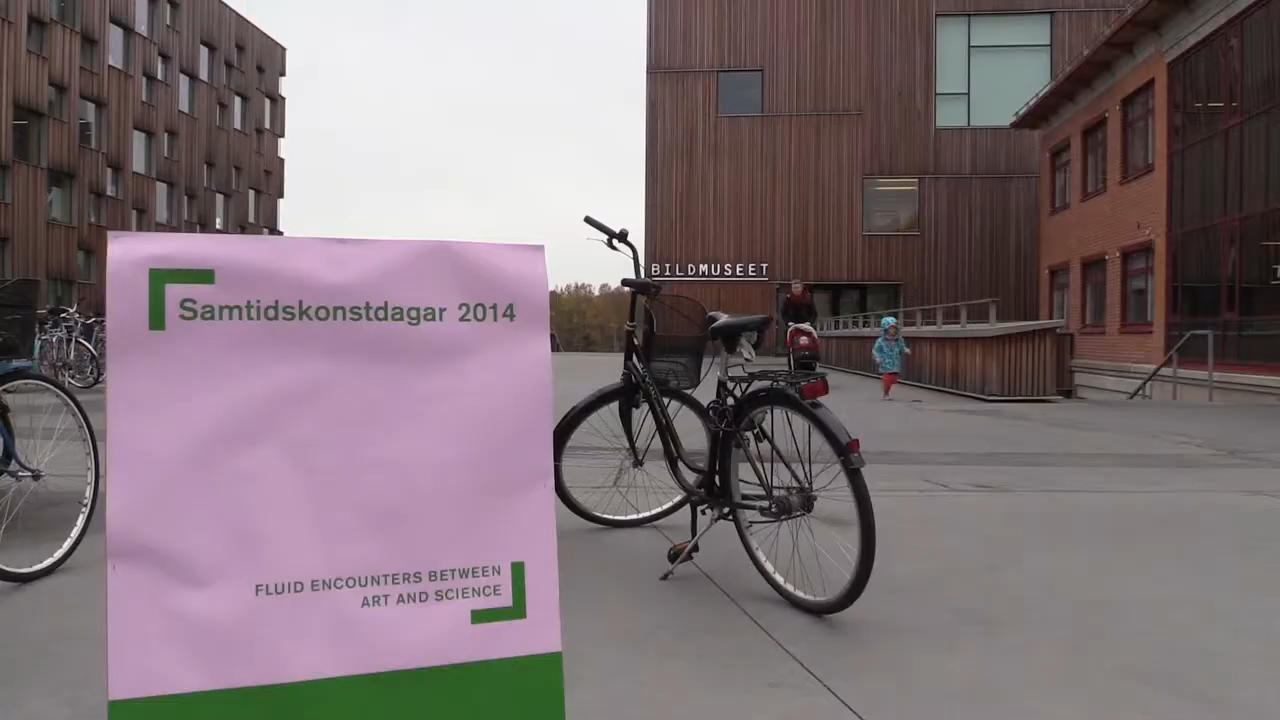 BILDMUSEET
Samtidskonstdagar 2014
FLUID ENCOUNTERS BETWEEN
ART AND SCIENCE